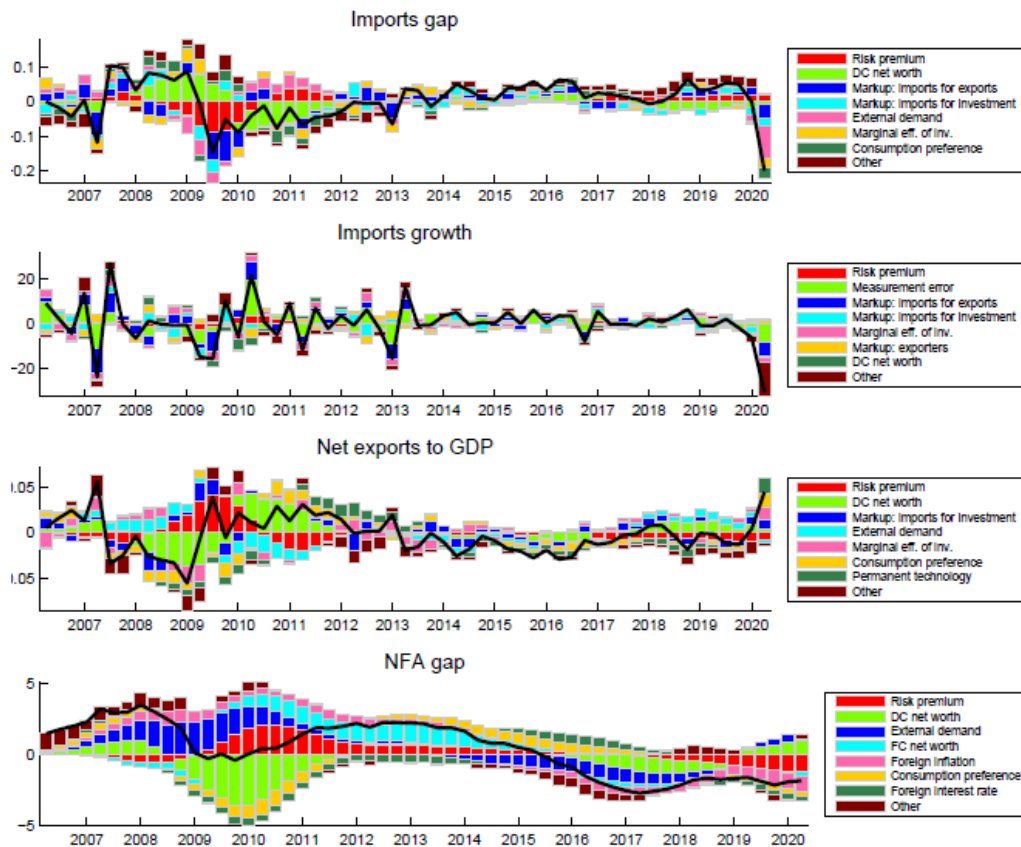 Imports gap
0.1
0
-0.1
-0.2
2007 2008 2009 2010 2011 2012 2013 2014 2015 2016 2017 2018 2019 2020
Risk premium
DC net worth
Markup: Imports for exports
Markup: Imports for Investment
External demand
Marginal eff. of inv.
Consumption preference
Other
Imports growth
20
0
−20
2007 2008 2009 2010 2011 2012 2013 2014 2015 2016 2017 2018 2019 2020
Risk premium
Measurement error
Markup: Imports for exports
Markup: Imports for Investment
Marginal eff. of inv.
Markup: exporters
DC net worth
Other
Net exports to GDP
0.05
0
0.05
2007 2008 2009 2010 2011 2012 2013 2014 2015 2016 2017 2018 2019 2020
Risk premium
DC net worth
Markup: Imports for Investment
External demand
Marginal eff. of inv.
Consumption preference
Permanent technology
Other
NFA gap
5
0
−5
2007 2008 2009 2010 2011 2012 2013 2014 2015 2016 2017 2018 2019 2020
Risk premium
DC net worth
External demand
FC net worth
Foreign inflation
Consumption preference
Foreign interest rate
Other